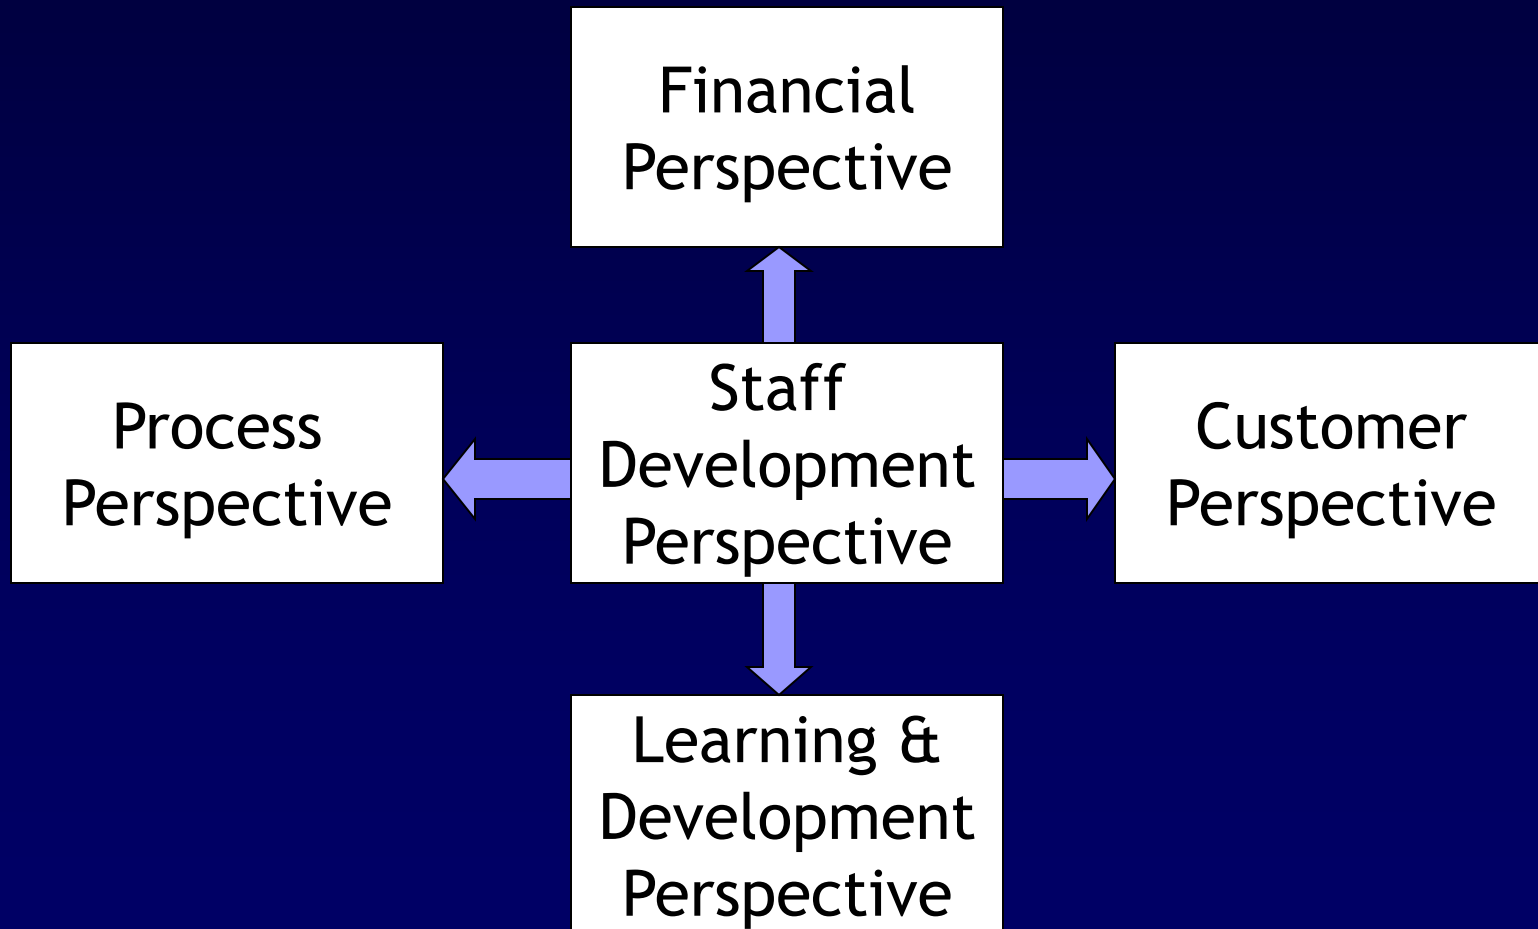 Financial
Perspective
Process
Perspective
Staff
Development
Perspective
Customer
Perspective
Learning &
Development
Perspective